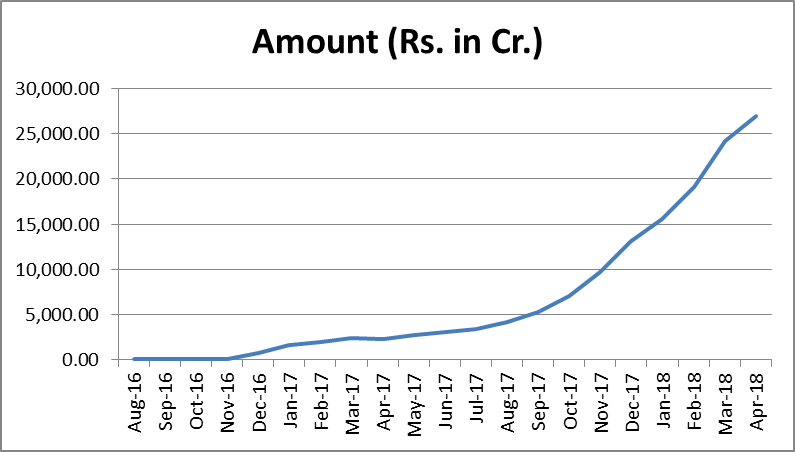 Amount (Rs. in Cr.)
30,000.00
25,000.00
20,000.00
15,000.00
10,000.00
5,000.00
0.00
Aug-16
Sep-16
Oct-16
Nov-16
Dec-16
Jan-17
Feb-17
Mar-17
Apr-17
May-17
Jun-17
Jul-17
Aug-17
Sep-17
Oct-17
Nov-17
Dec-17
Jan-18
Feb-18
Mar-18
Apr-18